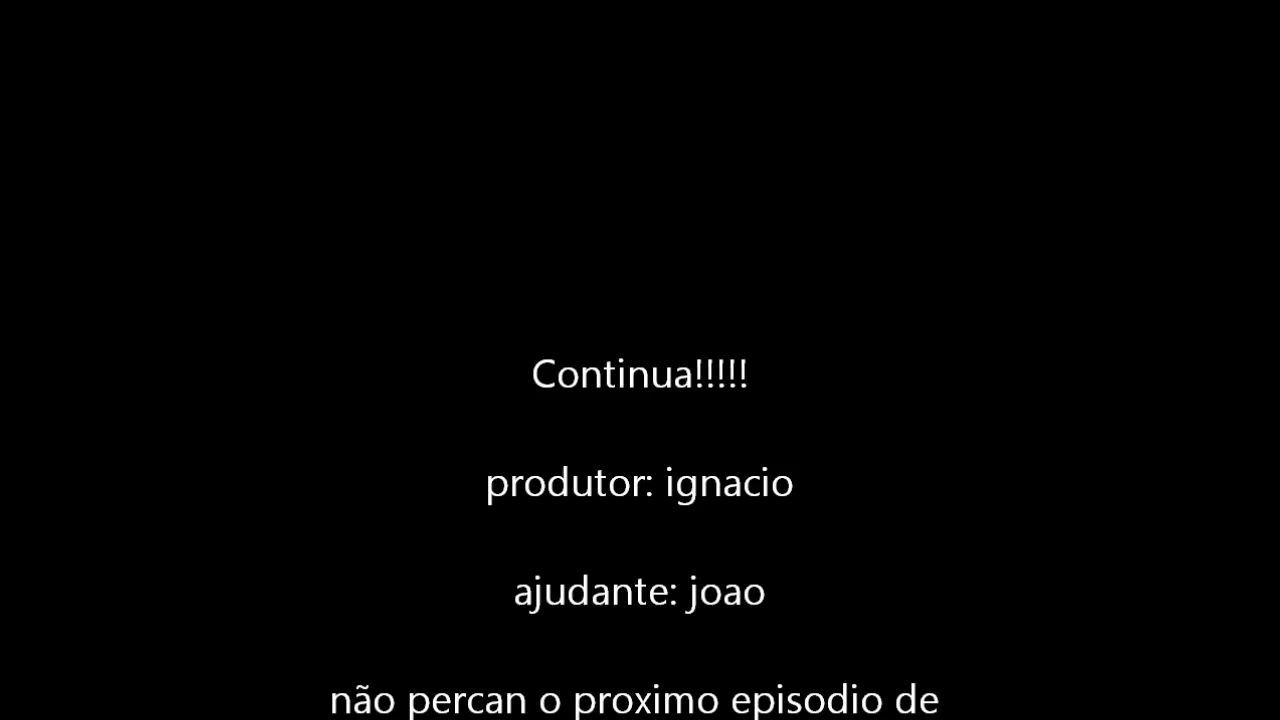 Continua!!!!!
produtor: ignacio
ajudante: joao
não percan o proximo episodio de